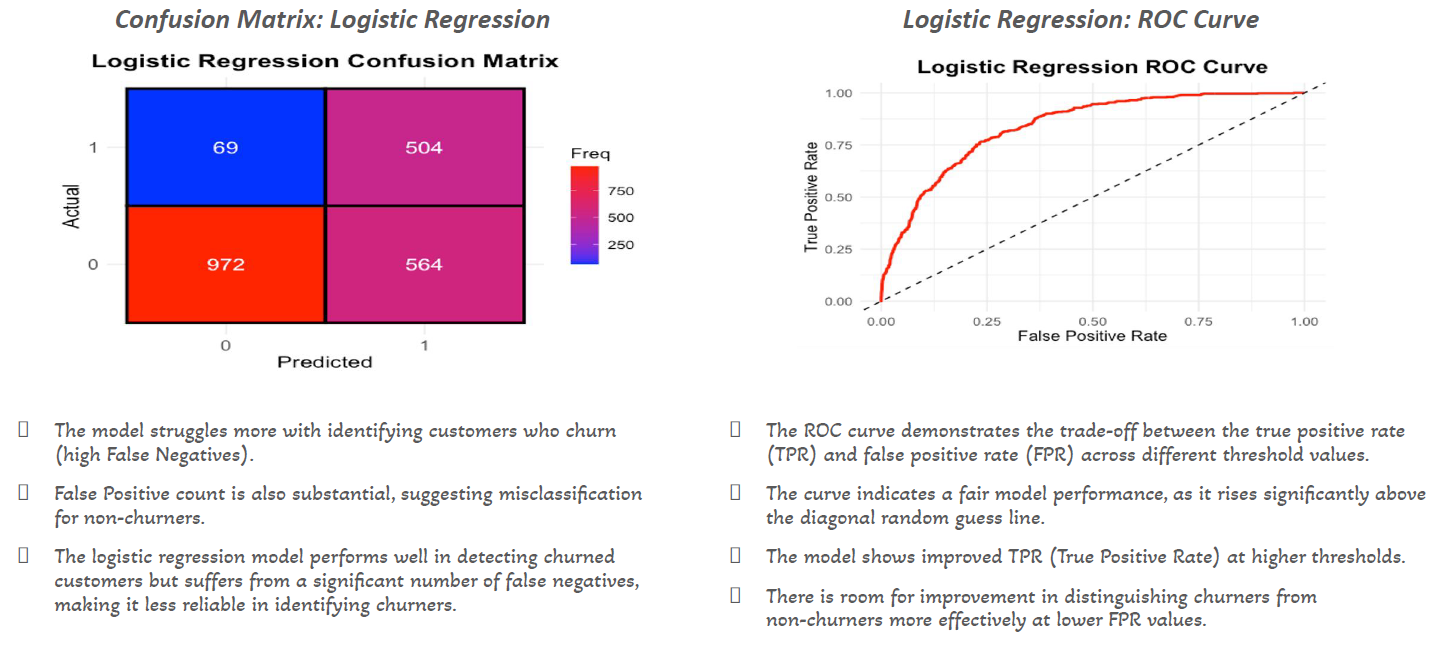 Confusion Matrix: Logistic Regression
Logistic Regression Confusion Matrix
Actual
1
0
69
504
972
564
0
1
Predicted
Freq
750
500
250
The model struggles more with identifying customers who churn
(high False Negatives).
False Positive count is also substantial, suggesting misclassification
for non-churners.
The logistic regression model performs well in detecting churned
customers but suffers from a significant number of false negatives,
making it less reliable in identifying churners.
Logistic Regression: ROC Curve
Logistic Regression ROC Curve
True Positive Rate
1.00
0.75
0.50
0.25
0.00
0.00
0.25
0.50
0.75
1.00
False Positive Rate
The ROC curve demonstrates the trade-off between the true positive rate
(TPR) and false positive rate (FPR) across different threshold values.
The curve indicates a fair model performance, as it rises significantly above
the diagonal random guess line.
The model shows improved TPR (True Positive Rate) at higher thresholds.
There is room for improvement in distinguishing churners from
non-churners more effectively at lower FPR values.